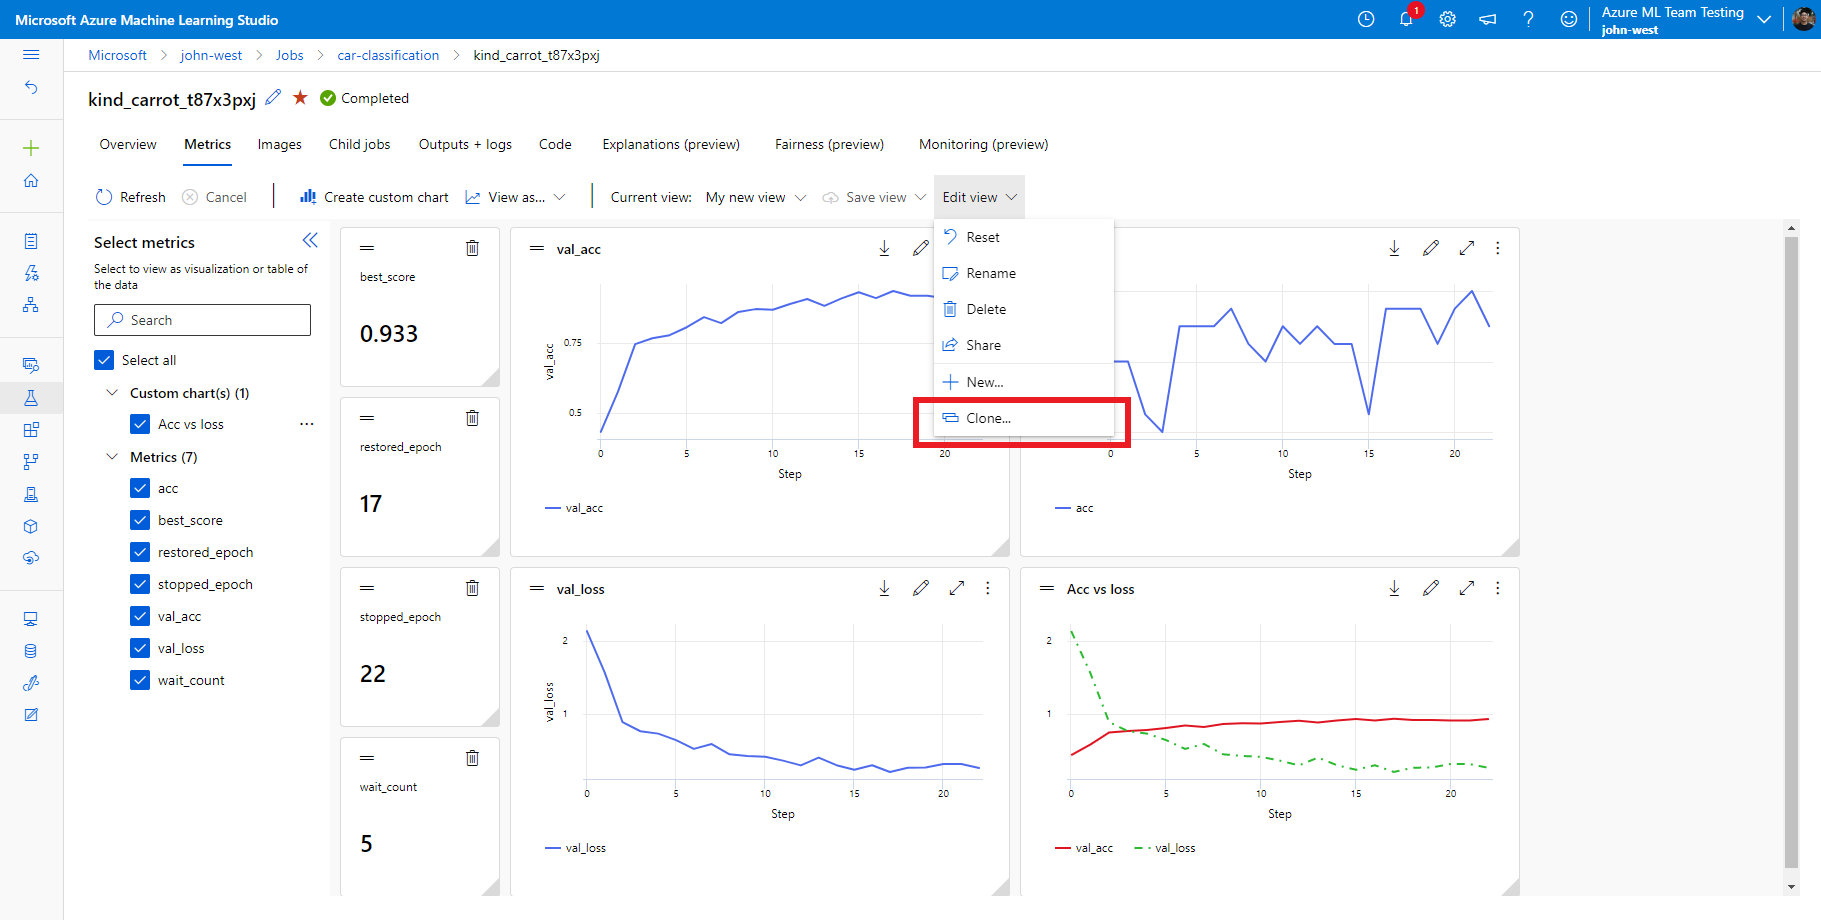 Microsoft Azure Machine Learning Studio
1
Azure ML Team Testing
john-west
Microsoft > john-west > Jobs > car-classification > kind_carrot_t87x3pxj
kind_carrot_t87x3pxj
Completed
Overview
Metrics
Images
Child jobs
Outputs + logs
Code
Explanations (preview)
Fairness (preview)
Monitoring (preview)
Refresh
Cancel
Create custom chart
View as...
Current view:
My new view
Save view
Edit view
Reset
Rename
Delete
Share
New...
Clone...
Select metrics
Select to view as visualization or table of
the data
Search
Select all
Custom chart(s) (1)
Acc vs loss
Metrics (7)
acc
best_score
restored_epoch
stopped_epoch
val_acc
val_loss
wait_count
best_score
0.933
restored_epoch
17
stopped_epoch
22
wait_count
5
val_acc
0.75
0.5
val_acc
0 5 10 15 20
Step
val_acc
0 5 10 15 20
Step
acc
val_loss
2
1
val_loss
0 5 10 15 20
Step
val_loss
Acc vs loss
2
1
0 5 10 15 20
Step
val_acc val_loss